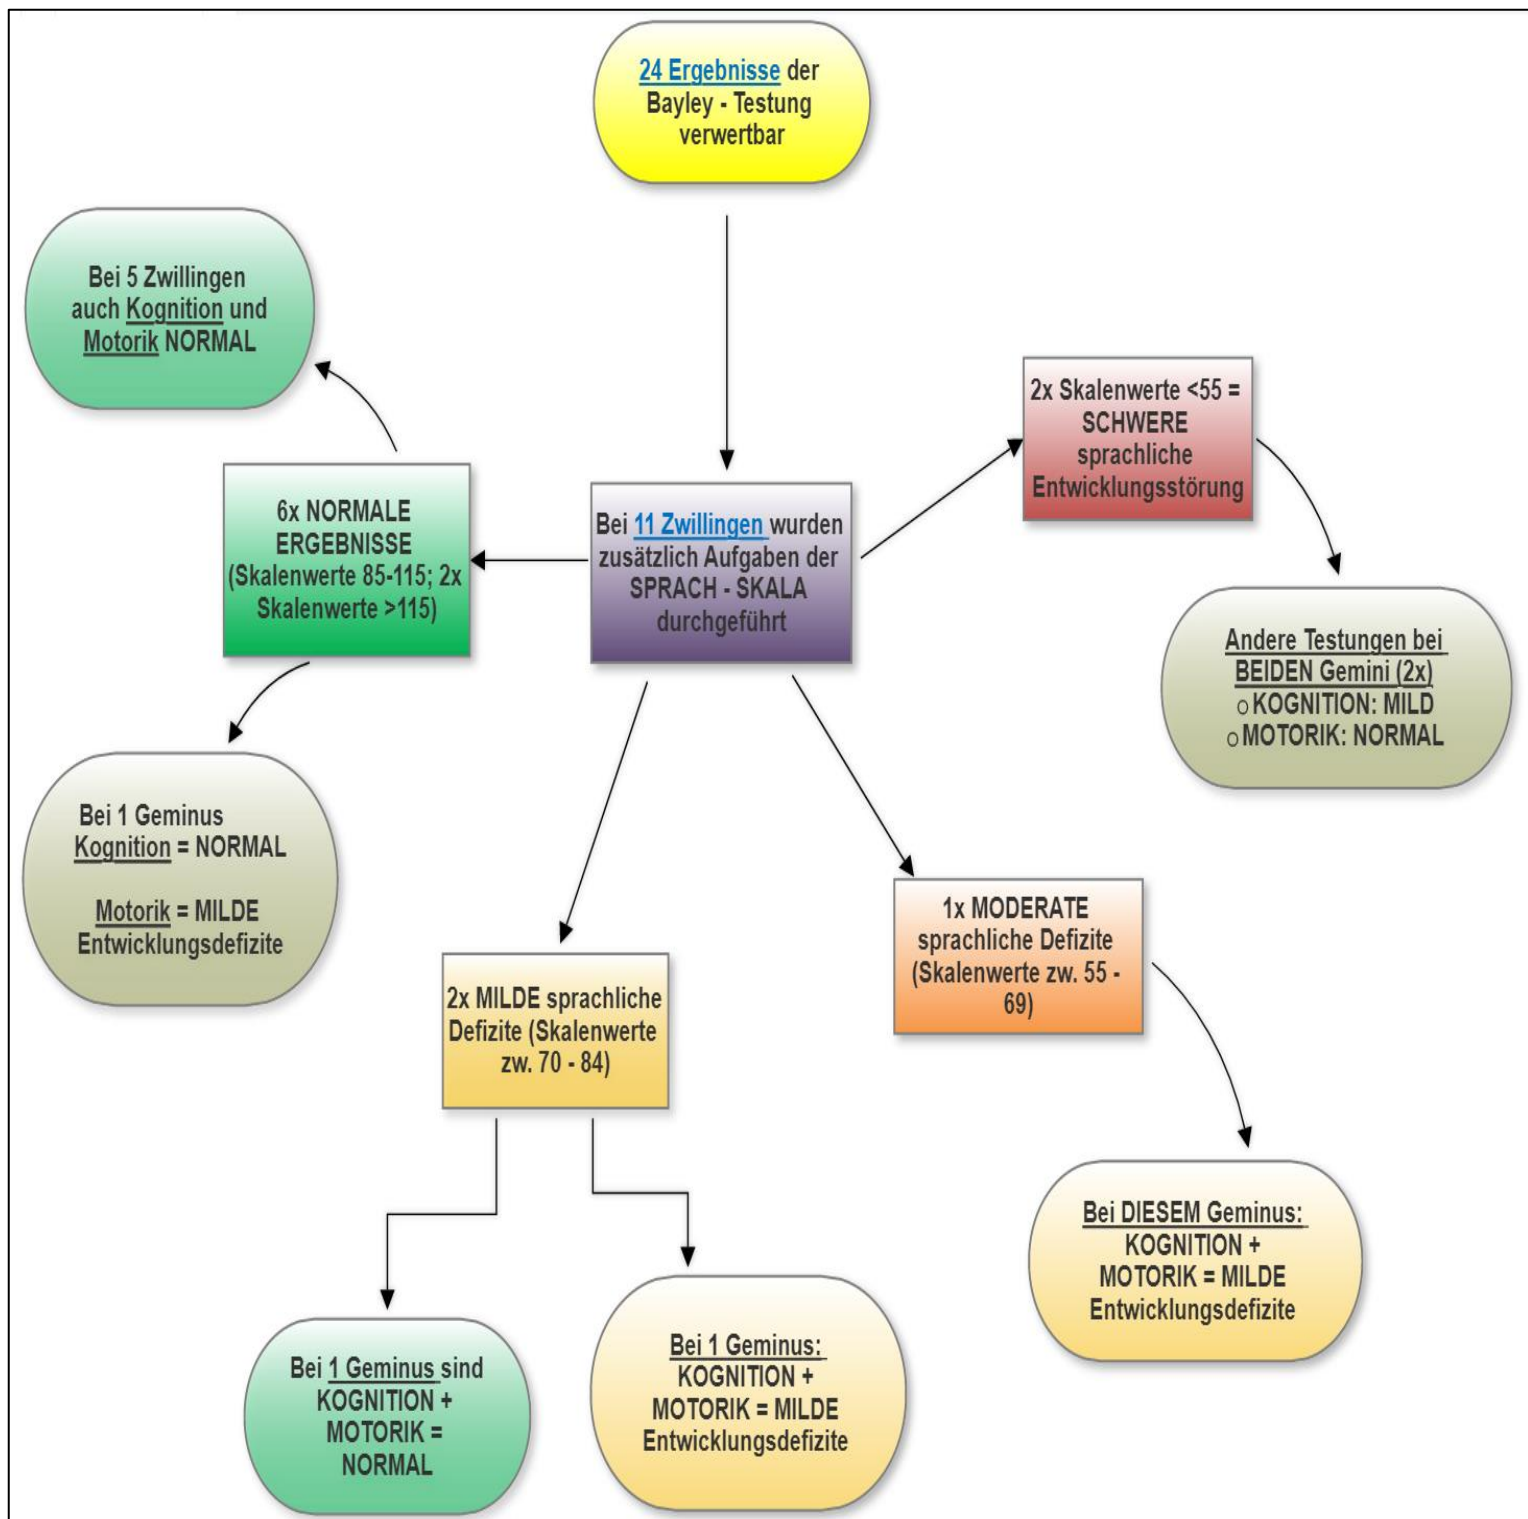 24 Ergebnisse der
Bayley - Testung
verwertbar
Bei 5 Zwillingen
auch Kognition und
Motorik NORMAL
2x Skalenwerte <55 =
SCHWERE
sprachliche
Entwicklungsstörung
6x NORMALE
ERGEBNISSE
(Skalenwerte 85-115; 2x
Skalenwerte >115)
Bei 11 Zwillingen wurden
zusätzlich Aufgaben der
SPRACH - SKALA
durchgeführt
Andere Testungen bei
BEIDEN Gemini (2x)
○ KOGNITION: MILD
○ MOTORIK: NORMAL
Bei 1 Geminus
Kognition = NORMAL
Motorik = MILDE
Entwicklungsdefizite
1x MODERATE
sprachliche Defizite
(Skalenwerte zw. 55 -
69)
2x MILDE sprachliche
Defizite (Skalenwerte
zw. 70 - 84)
Bei DIESEM Geminus:
KOGNITION +
MOTORIK = MILDE
Entwicklungsdefizite
Bei 1 Geminus sind
KOGNITION +
MOTORIK =
NORMAL
Bei 1 Geminus:
KOGNITION +
MOTORIK = MILDE
Entwicklungsdefizite